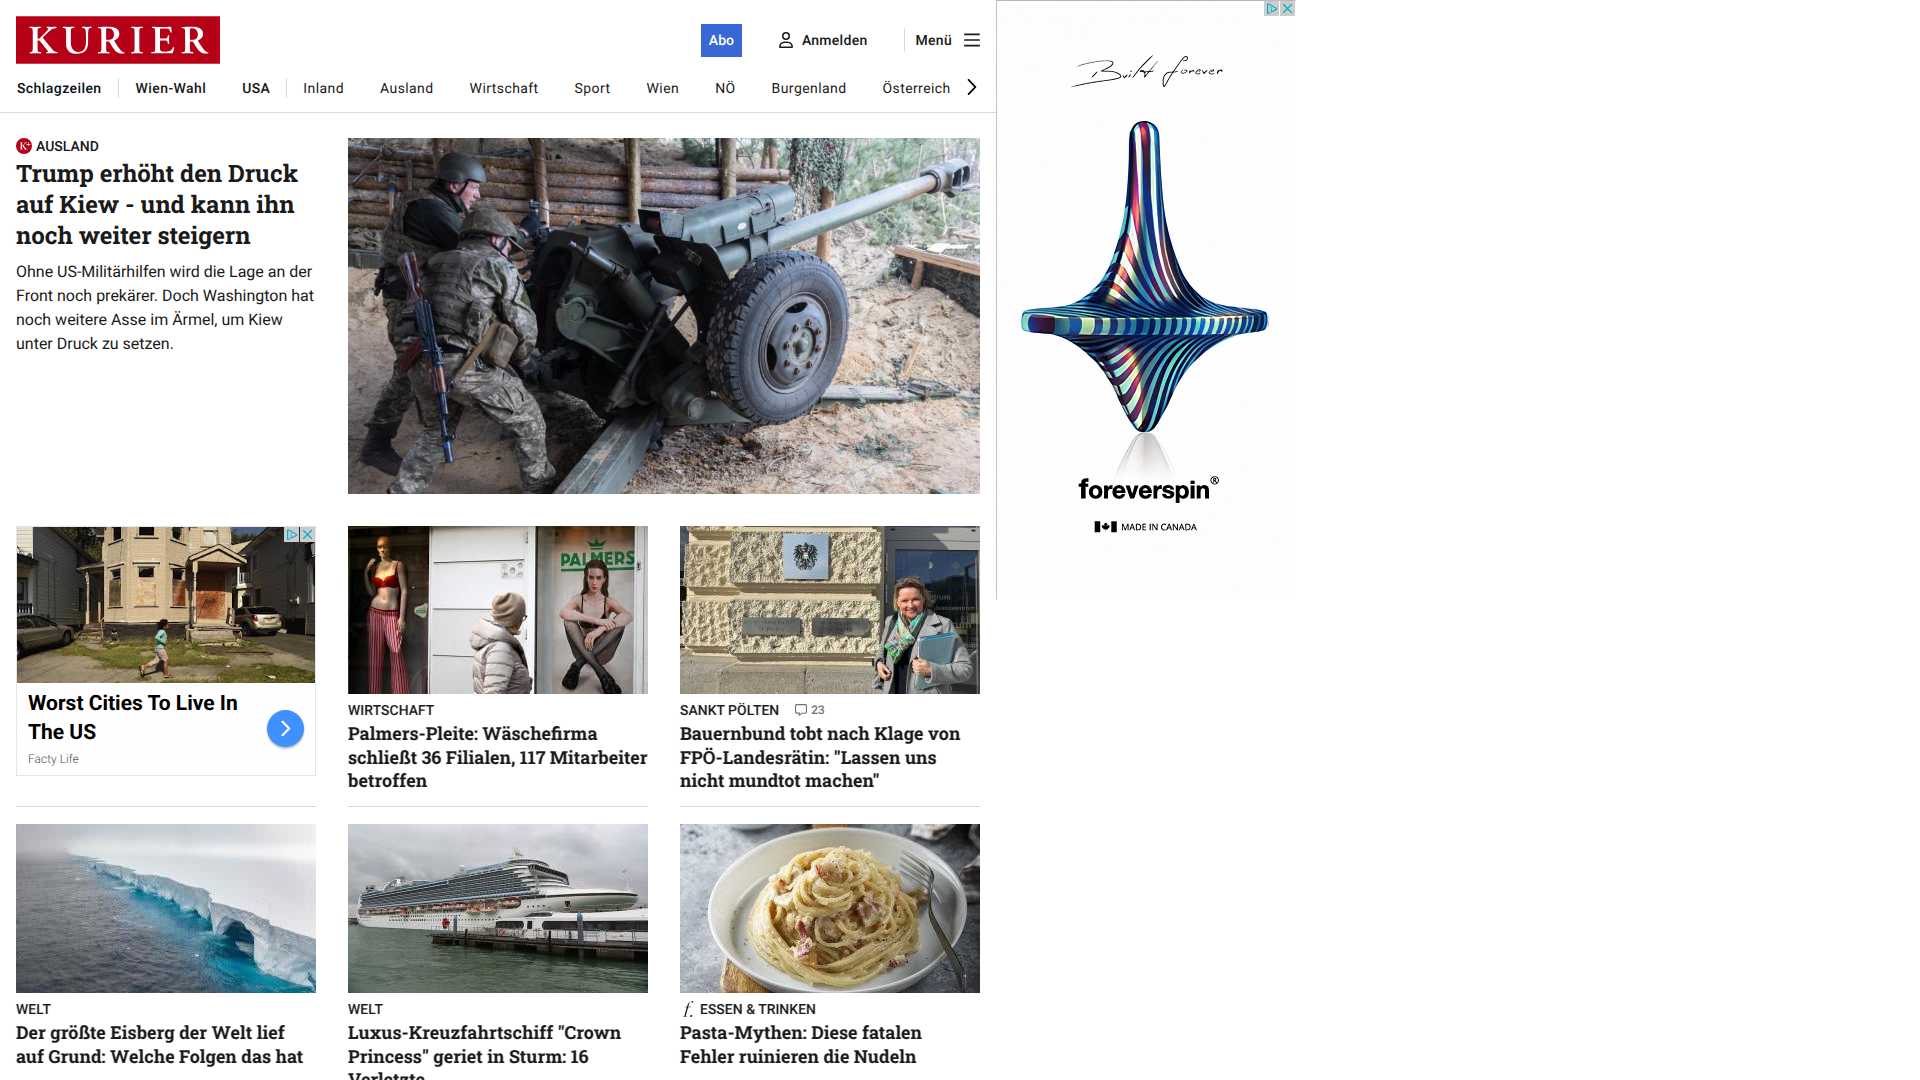 KURIER
Abo
Anmelden
Menü
Schlagzeilen
Wien-Wahl
USA
Inland
Ausland
Wirtschaft
Sport
Wien
NÖ
Burgenland
Österreich
AUSLAND
Trump erhöht den Druck
auf Kiew - und kann ihn
noch weiter steigern
Ohne US-Militärhilfen wird die Lage an der
Front noch prekärer. Doch Washington hat
noch weitere Asse im Ärmel, um Kiew
unter Druck zu setzen.
Built forever
foreverspin®
MADE IN CANADA
Worst Cities To Live In
The US
Facty Life
PALMERS
WIRTSCHAFT
Palmers-Pleite: Wäschefirma
schließt 36 Filialen, 117 Mitarbeiter
betroffen
SANKT PÖLTEN 23
Bauernbund tobt nach Klage von
FPÖ-Landesrätin: "Lassen uns
nicht mundtot machen"
WELT
Der größte Eisberg der Welt lief
auf Grund: Welche Folgen das hat
WELT
Luxus-Kreuzfahrtschiff "Crown
Princess" geriet in Sturm: 16
Verletzte
f. ESSEN & TRINKEN
Pasta-Mythen: Diese fatalen
Fehler ruinieren die Nudeln